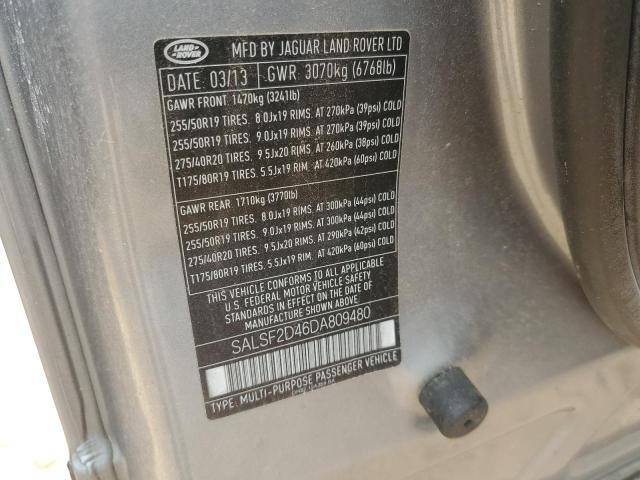 LAND-
ROVER
MFD BY JAGUAR LAND ROVER LTD
DATE: 03/13 GWR: 3070kg (6768lb)
GAWR FRONT: 1470kg (3241lb)
255/50R19 TIRES. 8.0Jx19 RIMS. AT 270kPa (39psi) COLD
255/50R19 TIRES. 9.0Jx19 RIMS. AT 270kPa (39psi) COLD
275/40R20 TIRES. 9.5Jx20 RIMS. AT 260kPa (38psi) COLD
T175/80R19 TIRES. 5.5Jx19 RIM. AT 420kPa (60psi) COLD
GAWR REAR: 1710kg (3770lb)
255/50R19 TIRES. 8.0Jx19 RIMS. AT 300kPa (44psi) COLD
255/50R19 TIRES. 9.0Jx19 RIMS. AT 300kPa (44psi) COLD
275/40R20 TIRES. 9.5Jx20 RIMS. AT 290kPa (42psi) COLD
T175/80R19 TIRES. 5.5Jx19 RIM. AT 420kPa (60psi) COLD
THIS VEHICLE CONFORMS TO ALL APPLICABLE
U.S. FEDERAL MOTOR VEHICLE SAFETY
STANDARDS IN EFFECT ON THE DATE OF
MANUFACTURE SHOWN ABOVE
SALSF2D46DA809480
TYPE: MULTI-PURPOSE PASSENGER VEHICLE